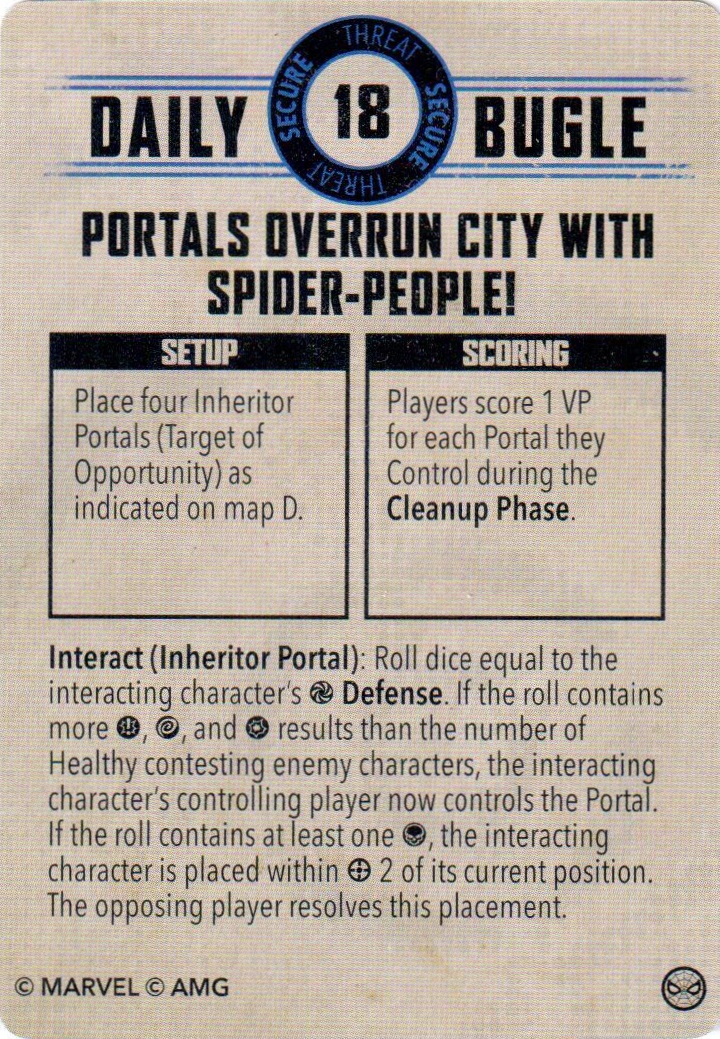 THREAT
SECURE
18
SECURE
THREAT
DAILY BUGLE
PORTALS OVERRUN CITY WITH
SPIDER-PEOPLE!
SETUP
Place four Inheritor
Portals (Target of
Opportunity) as
indicated on map D.
SCORING
Players score 1 VP
for each Portal they
Control during the
Cleanup Phase.
Interact (Inheritor Portal): Roll dice equal to the
interacting character's Defense. If the roll contains
more , , and results than the number of
Healthy contesting enemy characters, the interacting
character's controlling player now controls the Portal.
If the roll contains at least one , the interacting
character is placed within 2 of its current position.
The opposing player resolves this placement.
© MARVEL © AMG